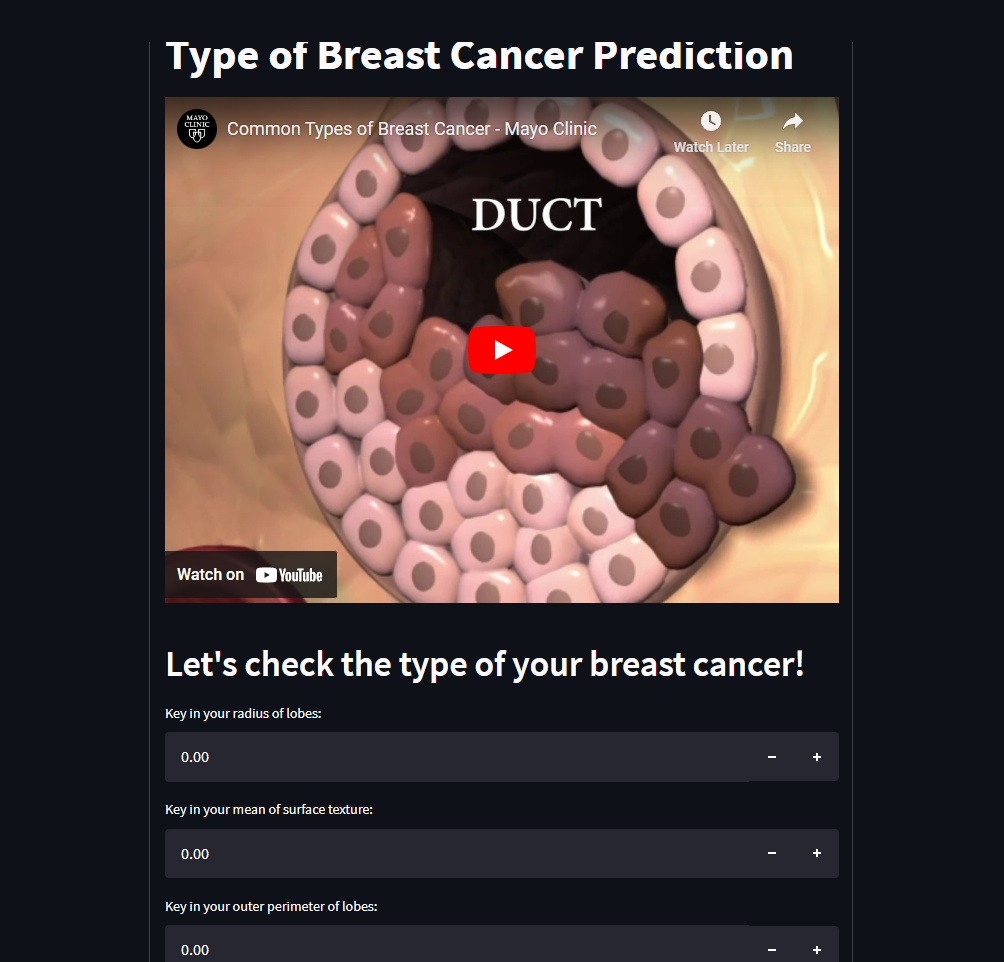 Type of Breast Cancer Prediction
MAYO
CLINIC
Common Types of Breast Cancer - Mayo Clinic
Watch Later
Share
DUCT
Watch on YouTube
Let's check the type of your breast cancer!
Key in your radius of lobes:
0.00
Key in your mean of surface texture:
0.00
Key in your outer perimeter of lobes:
0.00